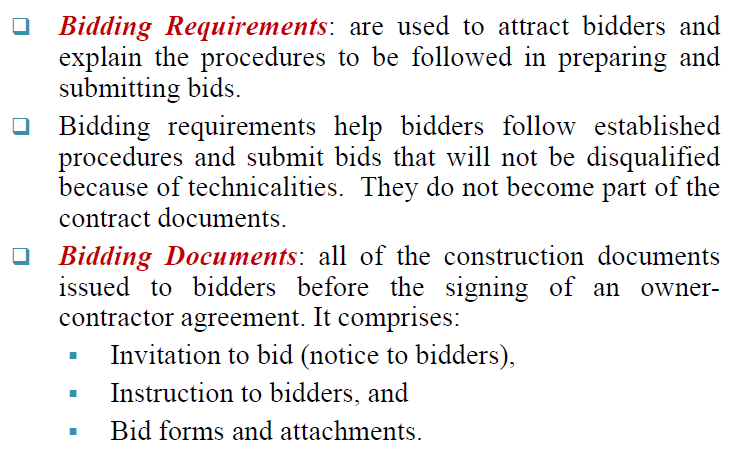 ❑ Bidding Requirements: are used to attract bidders and
explain the procedures to be followed in preparing and
submitting bids.
❑ Bidding requirements help bidders follow established
procedures and submit bids that will not be disqualified
because of technicalities. They do not become part of the
contract documents.
❑ Bidding Documents: all of the construction documents
issued to bidders before the signing of an owner-
contractor agreement. It comprises:
▪ Invitation to bid (notice to bidders),
▪ Instruction to bidders, and
▪ Bid forms and attachments.